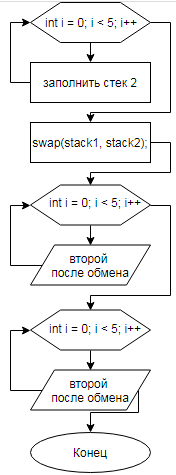 int i = 0; i < 5; i++
заполнить стек 2
swap(stack1, stack2);
int i = 0; i < 5; i++
второй
после обмена
int i = 0; i < 5; i++
второй
после обмена
Конец